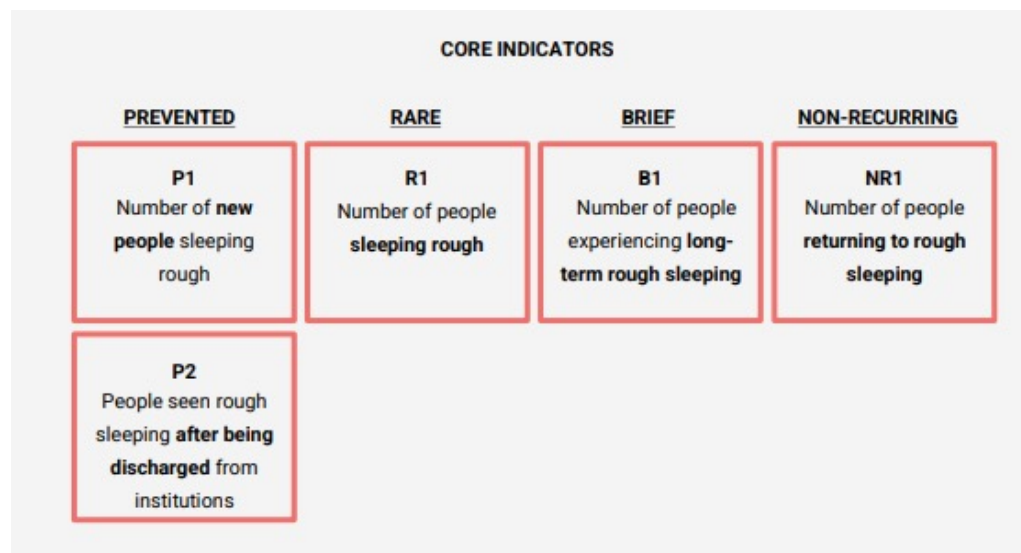 CORE INDICATORS
PREVENTED
RARE
BRIEF
NON-RECURRING
P1
Number of new
people sleeping
rough
R1
Number of people
sleeping rough
B1
Number of people
experiencing long-
term rough sleeping
NR1
Number of people
returning to rough
sleeping
P2
People seen rough
sleeping after being
discharged from
institutions